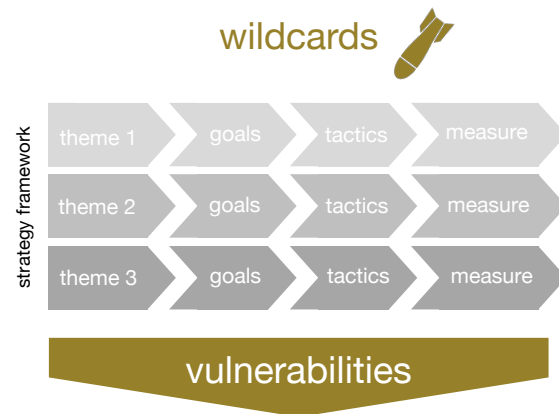 wildcards
strategy framework
theme 1 goals tactics measure
theme 2 goals tactics measure
theme 3 goals tactics measure
vulnerabilities